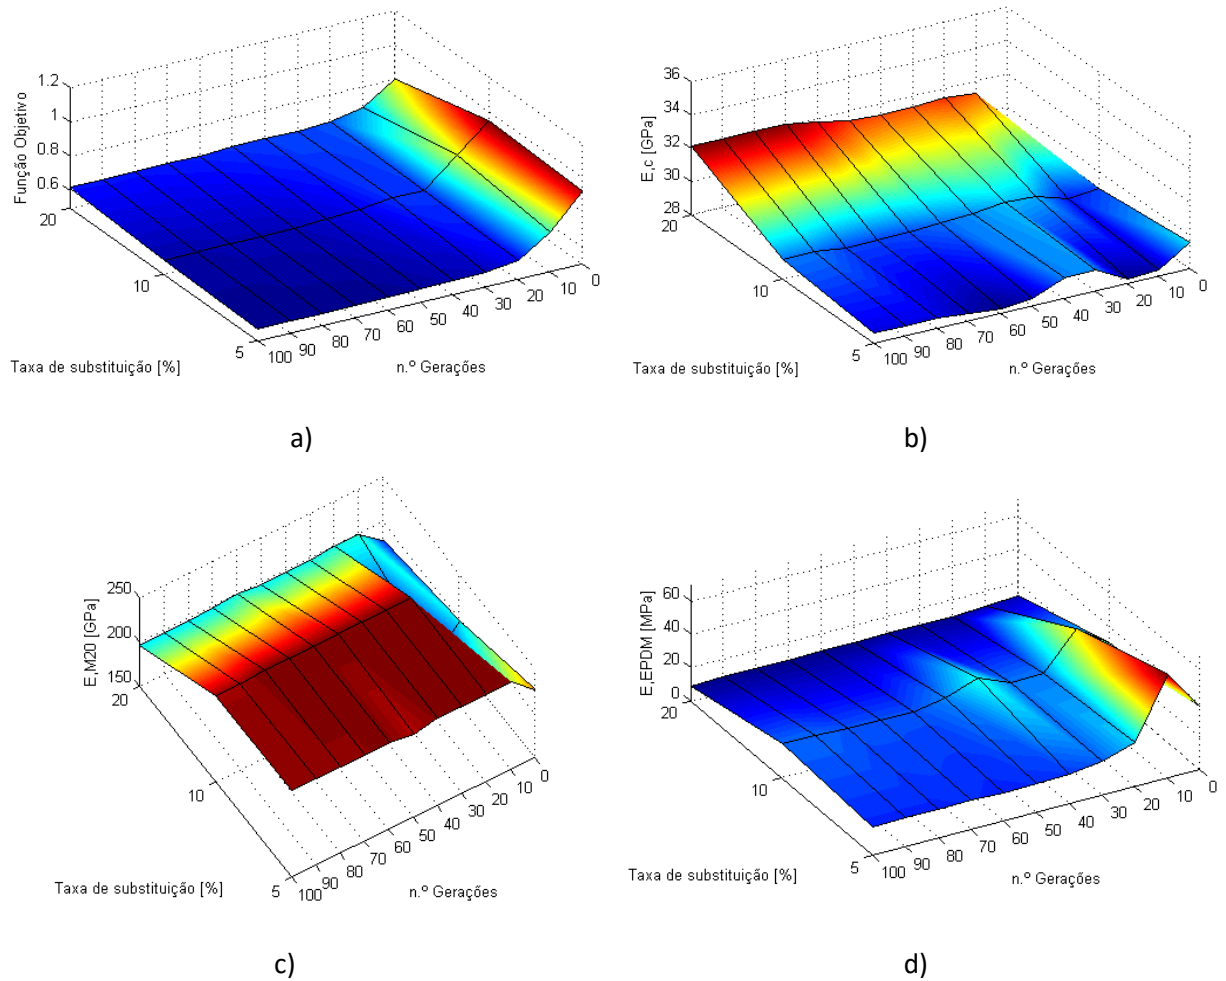 1.2
1
0.8
0.6
Função Objetivo
20
10
5
100 90 80 70 60 50 40 30 20 10 0
Taxa de substituição [%]
n.º Gerações
a)
36
34
32
30
28
E,c [GPa]
20
10
5
100 90 80 70 60 50 40 30 20 10 0
Taxa de substituição [%]
n.º Gerações
b)
250
200
150
E,M20 [GPa]
20
10
5
100 90 80 70 60 50 40 30 20 10 0
Taxa de substituição [%]
n.º Gerações
c)
60
40
20
0
E,EPDM [MPa]
20
10
5
100 90 80 70 60 50 40 30 20 10 0
Taxa de substituição [%]
n.º Gerações
d)